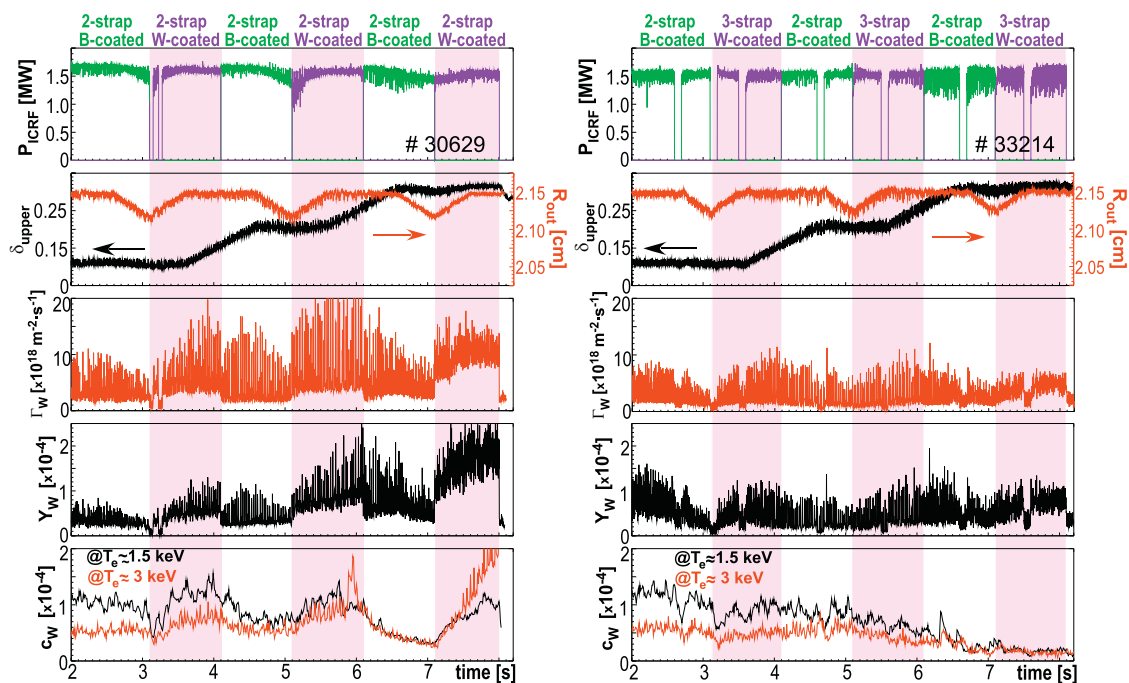 2-strap 2-strap 2-strap 2-strap 2-strap 2-strap
B-coated W-coated B-coated W-coated B-coated W-coated
P_ICRF [MW]
1.5
1.0
0.5
0
# 30629
δ_upper
0.25
0.15
0
2.15
2.10
2.05
R_out [cm]
Γ_W [x10^18 m^-2·s^-1]
20
10
0
Y_W [x10^-4]
2
1
0
c_W [x10^-4]
2
1
0
@T_e≈1.5 keV
@T_e≈ 3 keV
2 3 4 5 6 7 time [s]
2-strap 3-strap 2-strap 3-strap 2-strap 3-strap
B-coated W-coated B-coated W-coated B-coated W-coated
P_ICRF [MW]
1.5
1.0
0.5
0
# 33214
δ_upper
0.25
0.15
0
2.15
2.10
2.05
R_out [cm]
Γ_W [x10^18 m^-2·s^-1]
20
10
0
Y_W [x10^-4]
2
1
0
c_W [x10^-4]
2
1
0
@T_e≈1.5 keV
@T_e≈ 3 keV
2 3 4 5 6 7 time [s]